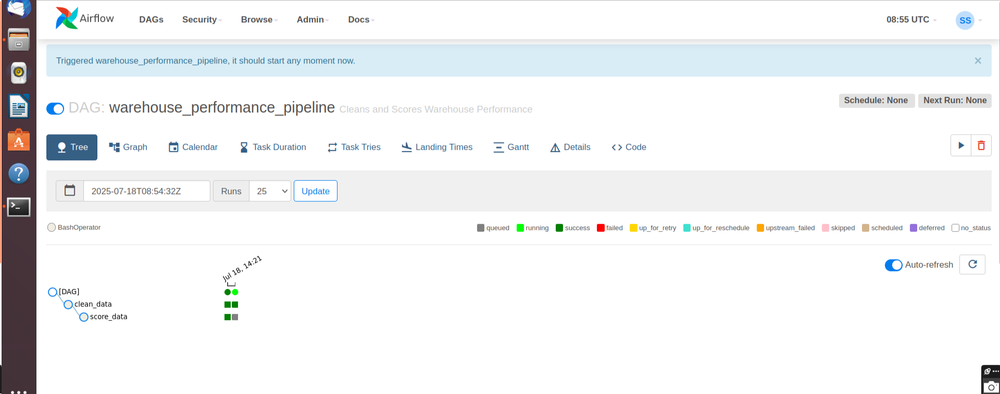 Airflow DAGs Security Browse Admin Docs 08:55 UTC SS
Triggered warehouse_performance_pipeline, it should start any moment now. ×
DAG: warehouse_performance_pipeline Cleans and Scores Warehouse Performance Schedule: None Next Run: None
Tree Graph Calendar Task Duration Task Tries Landing Times Gantt Details Code
2025-07-18T08:54:32Z Runs 25 Update
BashOperator queued running success failed up_for_retry up_for_reschedule upstream_failed skipped scheduled deferred no_status
Auto-refresh
Jul 18, 14:21
[DAG]
clean_data
score_data